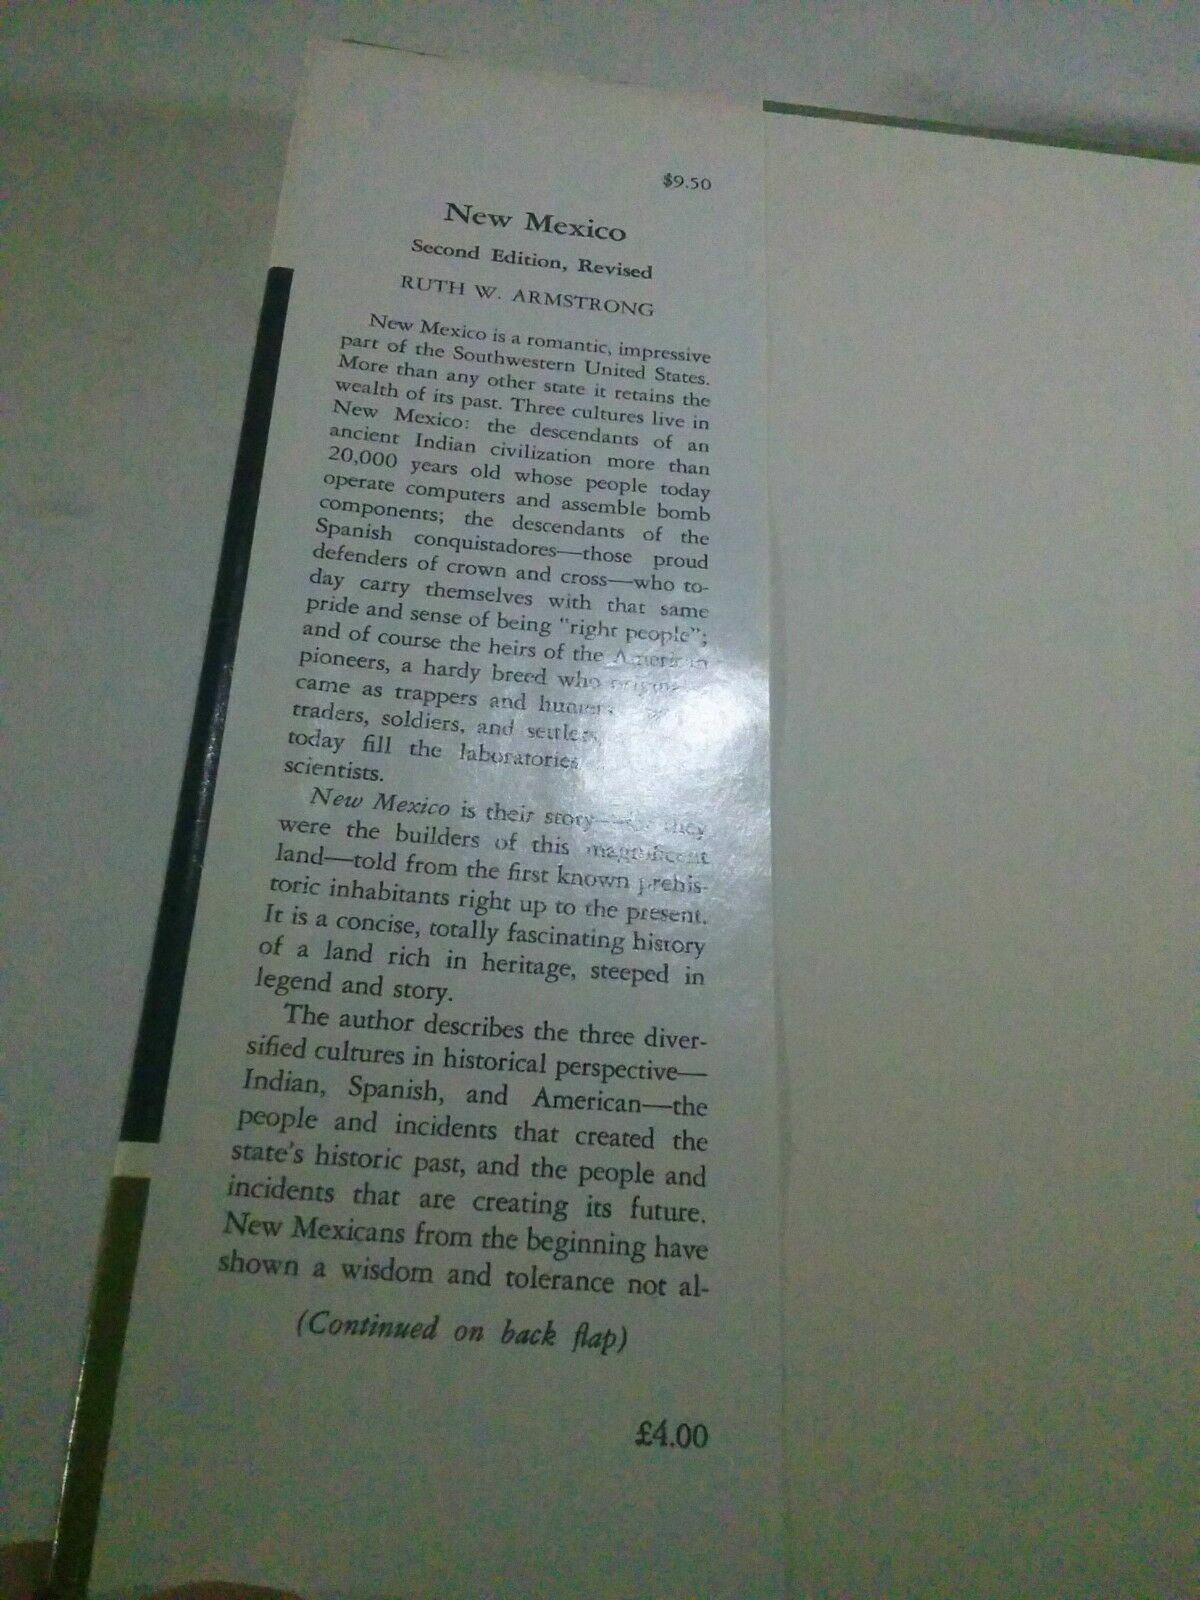 $9.50
New Mexico
Second Edition, Revised
RUTH W. ARMSTRONG
New Mexico is a romantic, impressive
part of the Southwestern United States.
More than any other state it retains the
wealth of its past. Three cultures live in
New Mexico: the descendants of an
ancient Indian civilization more than
20,000 years old whose people today
operate computers and assemble bomb
components; the descendants of the
Spanish conquistadores—those proud
defenders of crown and cross—who to-
day carry themselves with that same
pride and sense of being "right people";
and of course the heirs of the American
pioneers, a hardy breed who
came as trappers and hunters,
traders, soldiers, and settlers,
today fill the laboratories
scientists.
New Mexico is their story— they
were the builders of this magnificent
land—told from the first known prehis-
toric inhabitants right up to the present.
It is a concise, totally fascinating history
of a land rich in heritage, steeped in
legend and story.
The author describes the three diver-
sified cultures in historical perspective—
Indian, Spanish, and American—the
people and incidents that created the
state's historic past, and the people and
incidents that are creating its future.
New Mexicans from the beginning have
shown a wisdom and tolerance not al-
(Continued on back flap)
£4.00